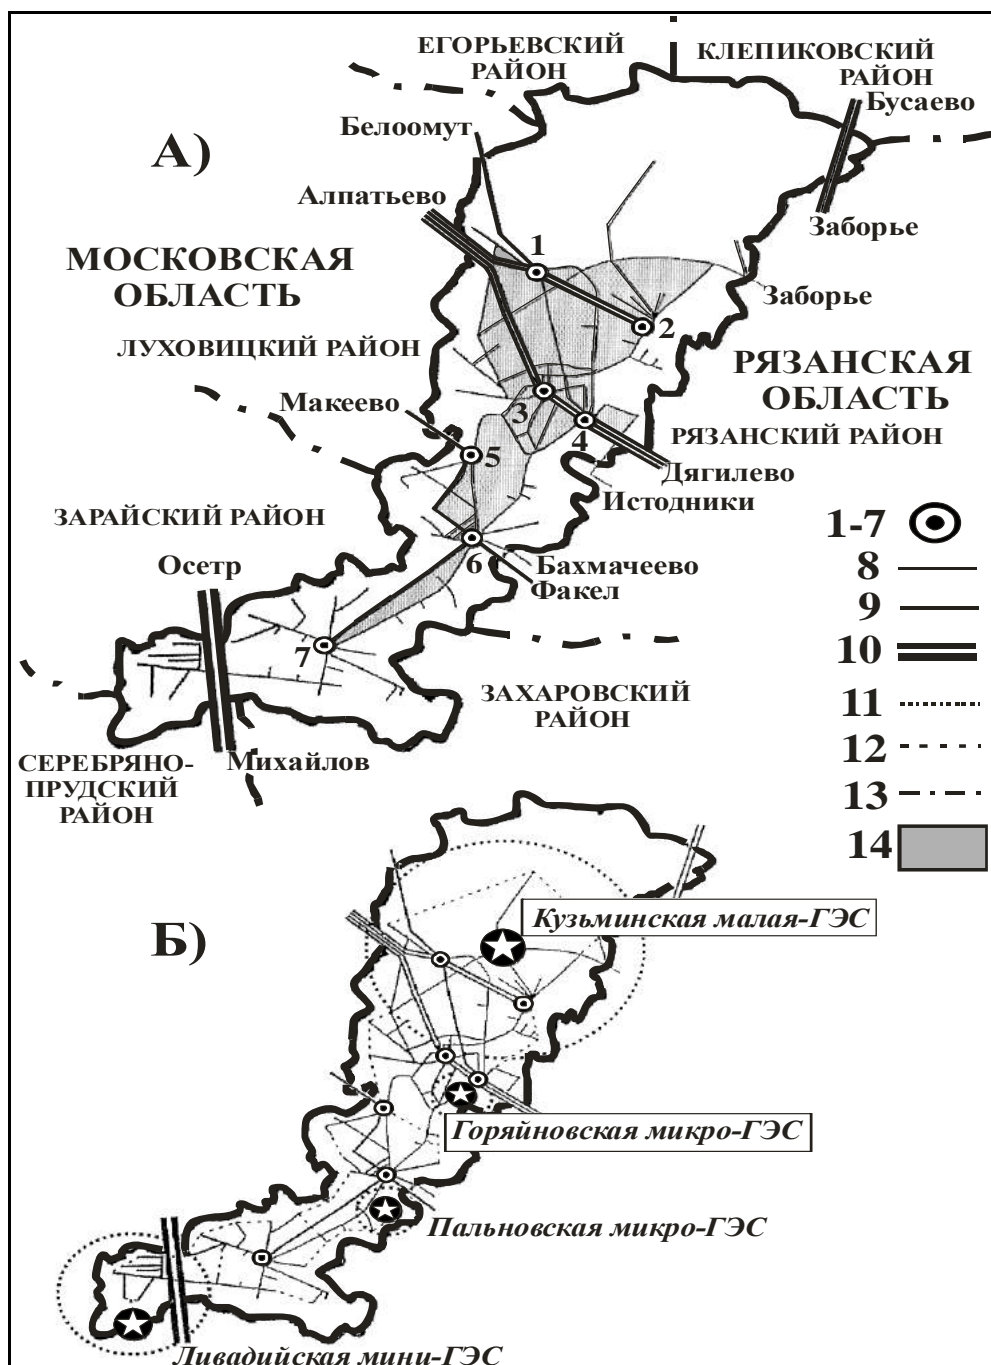 ЕГОРЬЕВСКИЙ
РАЙОН
КЛЕПИКОВСКИЙ
РАЙОН
Бусаево
Белоомут
А)
Алпатьево
Заборье
1
МОСКОВСКАЯ
ОБЛАСТЬ
Заборье
2
ЛУХОВИЦКИЙ РАЙОН
РЯЗАНСКАЯ
ОБЛАСТЬ
3
Макеево
4
РЯЗАНСКИЙ РАЙОН
5
Дягилево
Истодники
ЗАРАЙСКИЙ РАЙОН
1-7
Осетр
6
Бахмачеево
Факел
8
9
7
10
ЗАХАРОВСКИЙ
РАЙОН
11
СЕРЕБРЯНО-
ПРУДСКИЙ
РАЙОН
Михайлов
12
13
14
Б)
Кузьминская малая-ГЭС
Горяйновская микро-ГЭС
Пальновская микро-ГЭС
Ливадийская мини-ГЭС